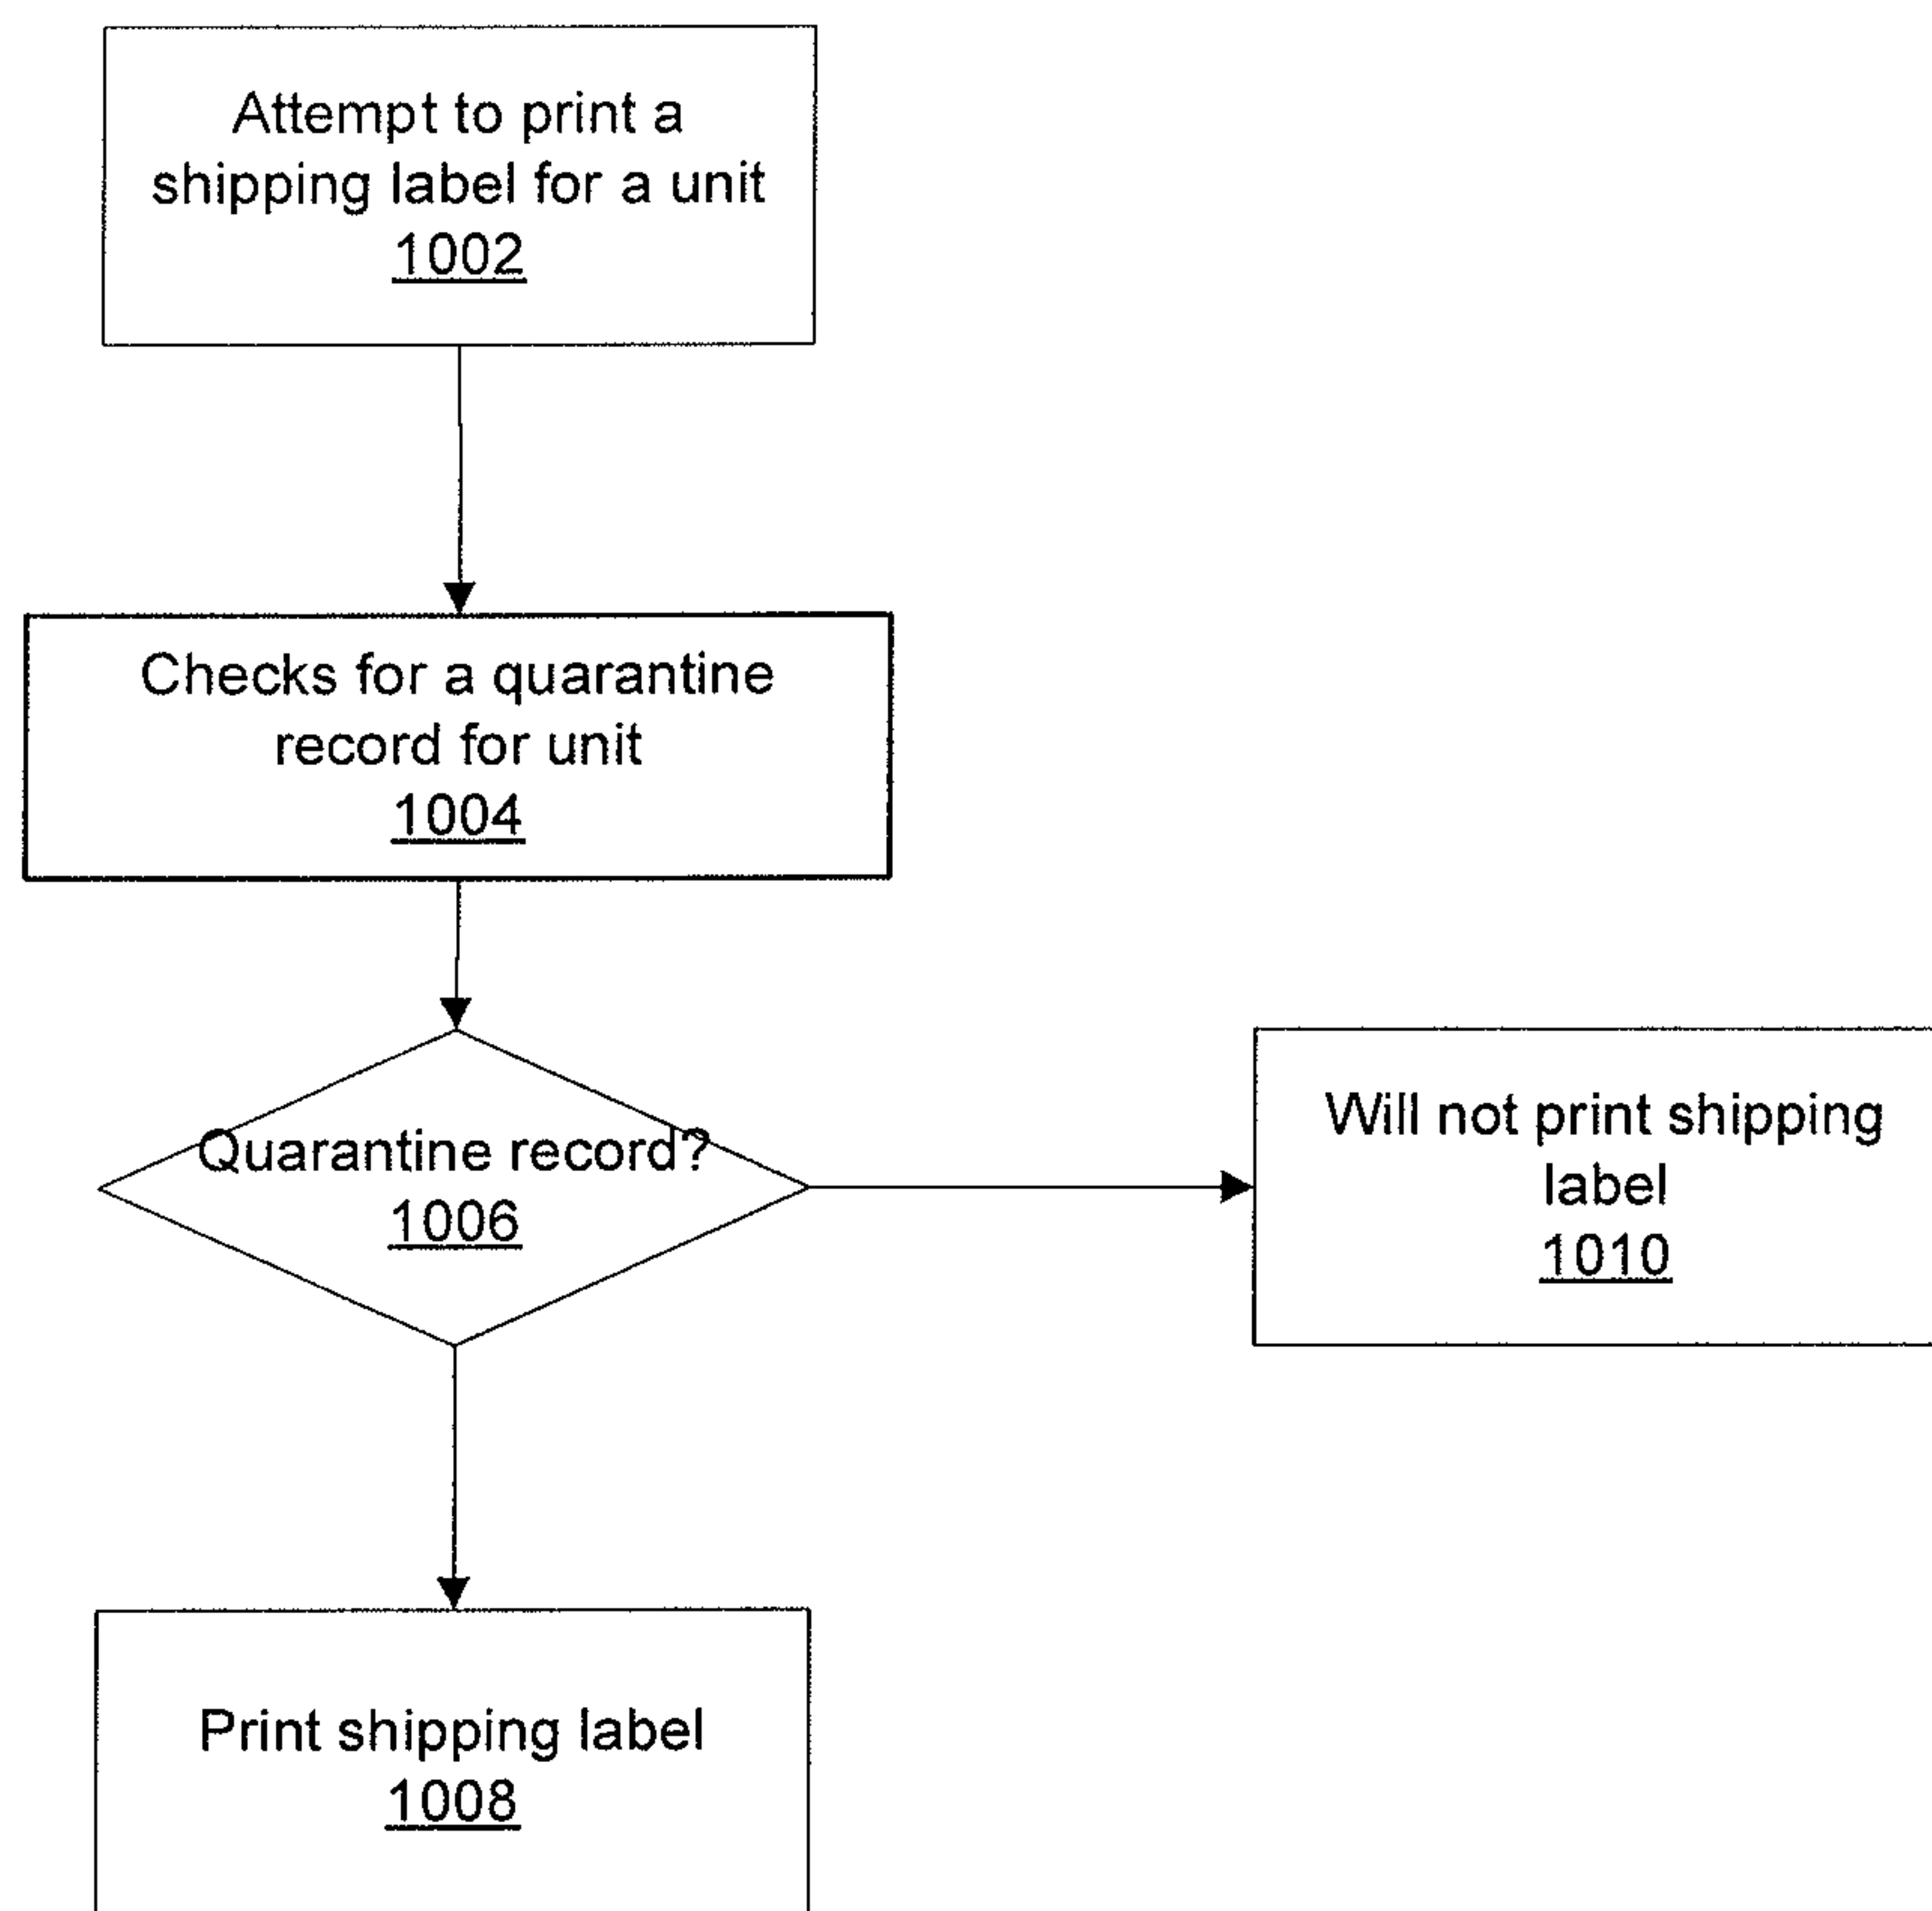 Attempt to print a
shipping label for a unit
1002
Checks for a quarantine
record for unit
1004
Quarantine record?
1006
Will not print shipping
label
1010
Print shipping label
1008